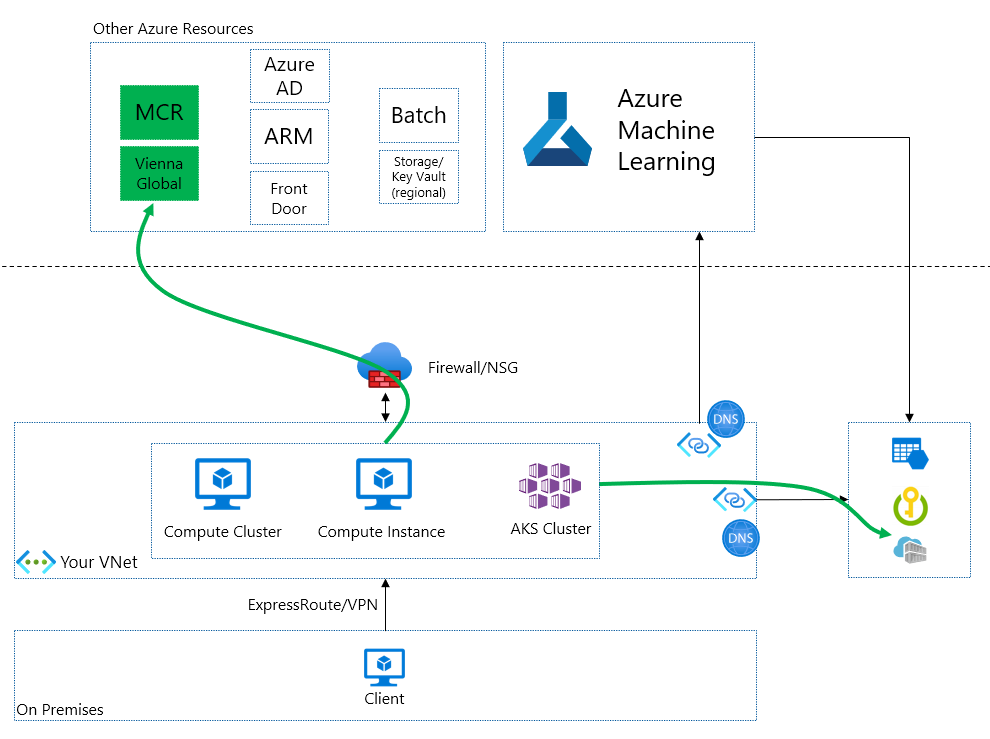 Other Azure Resources
MCR
Vienna
Global
Azure
AD
ARM
Front
Door
Batch
Storage/
Key Vault
(regional)
Azure
Machine
Learning
Firewall/NSG
DNS
Compute Cluster
Compute Instance
AKS Cluster
DNS
Your VNet
ExpressRoute/VPN
Client
On Premises